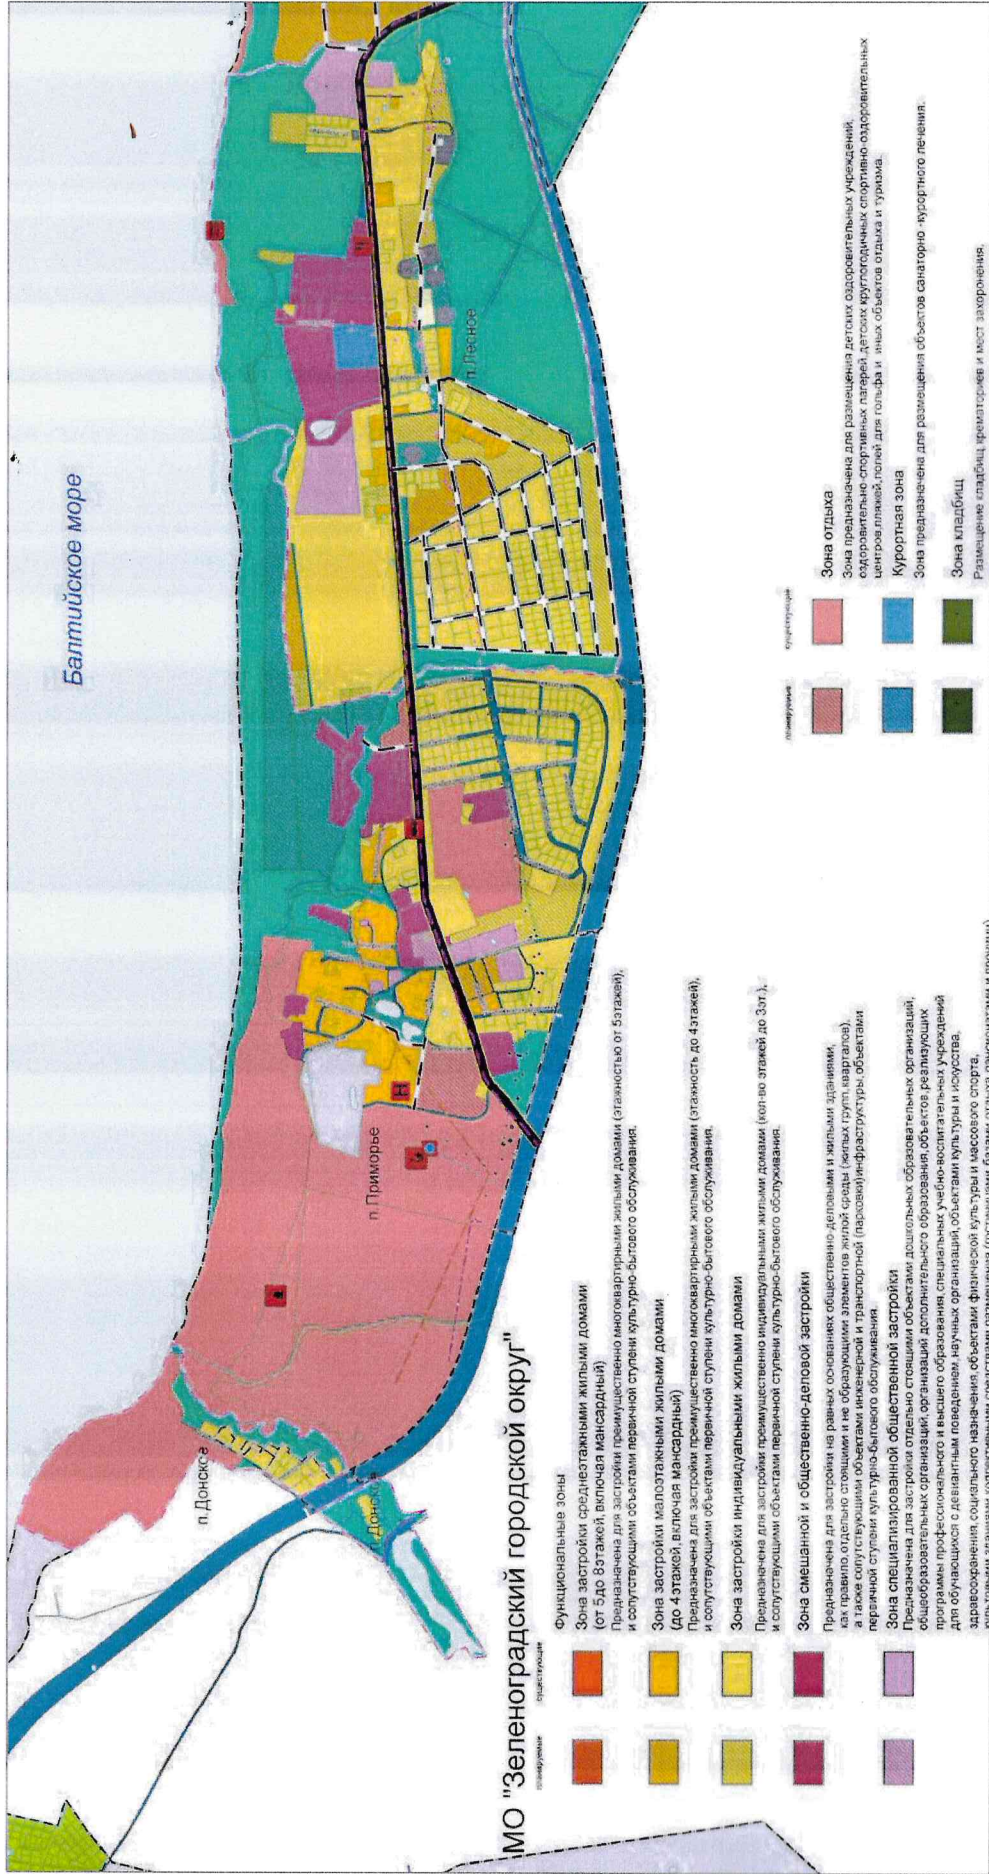 Балтийское море
п.Лесное
п.Приморье
п.Донское
п.Донское
МО "Зеленоградский городской округ"
планируемые
существующие
Функциональные зоны
Зона застройки среднеэтажными жилыми домами
(от 5 до 8 этажей, включая мансардный)
Предназначена для застройки преимущественно многоквартирными жилыми домами (этажностью от 5этажей),
и сопутствующими объектами первичной ступени культурно-бытового обслуживания.
Зона застройки малоэтажными жилыми домами
(до 4 этажей,включая мансардный)
Предназначена для застройки преимущественно многоквартирными жилыми домами (этажность до 4этажей),
и сопутствующими объектами первичной ступени культурно-бытового обслуживания.
Зона застройки индивидуальными жилыми домами
Предназначена для застройки преимущественно индивидуальными жилыми домами (кол-во этажей до 3эт.),
и сопутствующими объектами первичной ступени культурно-бытового обслуживания.
Зона смешанной и общественно-деловой застройки
Предназначена для застройки на равных основаниях общественно-деловыми и жилыми зданиями,
как правило,отдельно стоящими и не образующими элементов жилой среды (жилых групп,кварталов),
а также сопутствующими объектами инженерной и транспортной (парковки)инфраструктуры,объектами
первичной ступени культурно-бытового обслуживания.
Зона специализированной общественной застройки
Предназначена для застройки отдельно стоящими объектами дошкольных образовательных организаций,
общеобразовательных организаций,организаций дополнительного образования,объектов,реализующих
программы профессионального и высшего образования,специальных учебно-воспитательных учреждений
для обучающихся с девиантным поведением,научных организаций,объектами культуры и искусства,
здравоохранения,социального назначения,объектами физической культуры и массового спорта,
культовыми зданиями,
планируемые
существующие
Зона отдыха
Зона предназначена для размещения детских оздоровительных учреждений,
оздоровительно-спортивных лагерей,детских круглогодичных спортивно-оздоровительных
центров,пляжей,полей для гольфа и иных объектов отдыха и туризма.
Курортная зона
Зона предназначена для размещения объектов санаторно-курортного лечения.
Зона кладбищ
Размещение кладбищ,крематориев и мест захоронения.